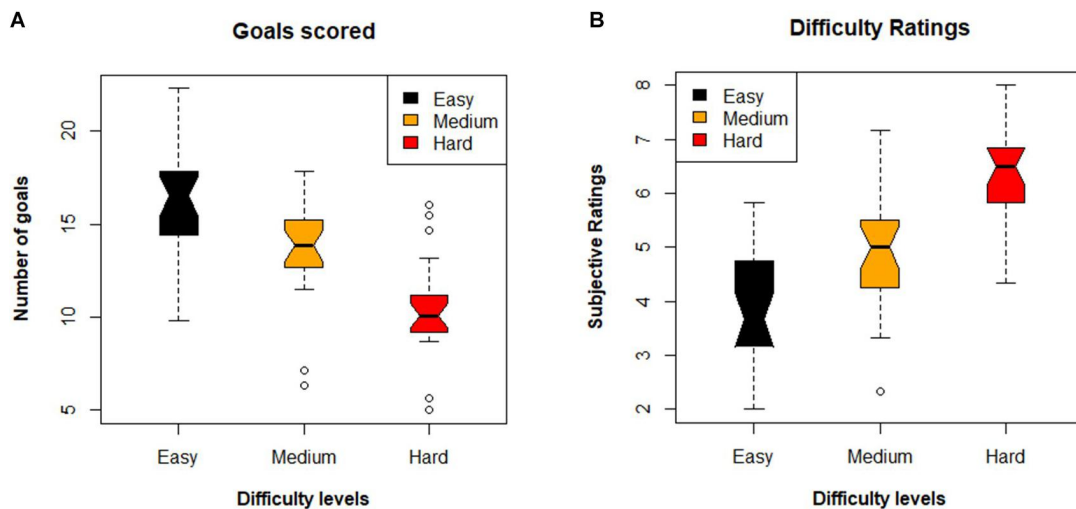 A
Goals scored
Number of goals
20
15
10
5
Easy
Medium
Hard
Easy
Medium
Hard
Difficulty levels
B
Difficulty Ratings
Subjective Ratings
8
7
6
5
4
3
2
Easy
Medium
Hard
Easy
Medium
Hard
Difficulty levels